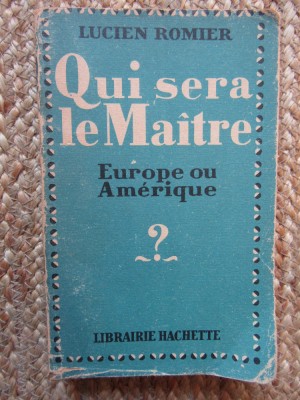 LUCIEN ROMIER
Qui sera
le Maître
Europe ou
Amérique
?
LIBRAIRIE HACHETTE